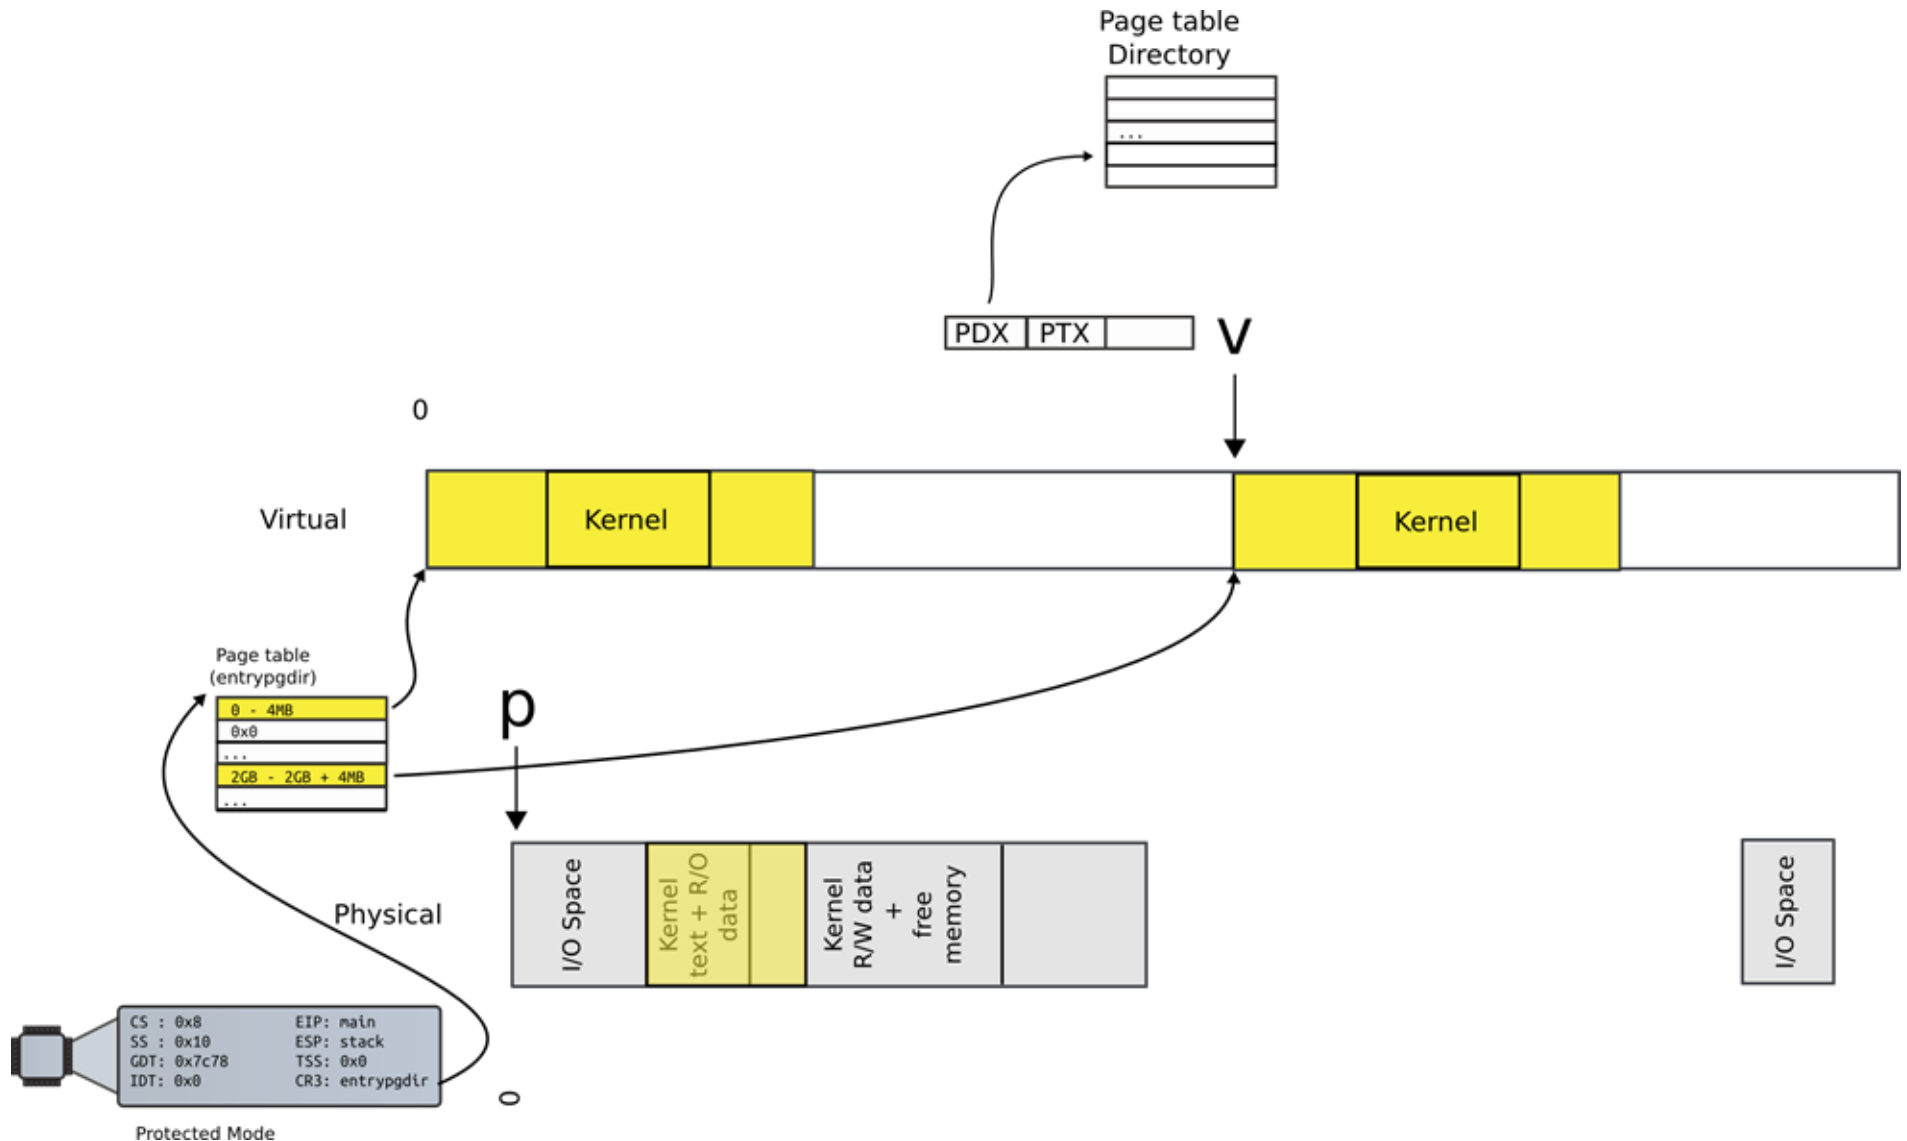 Page table
Directory
...
PDX PTX
v
0
Virtual
Kernel
Kernel
Page table
(entrypgdir)
0 - 4MB
0x0
...
2GB - 2GB + 4MB
...
p
Physical
I/O Space
Kernel
text + R/O
data
Kernel
R/W data
+
free
memory
I/O Space
CS : 0x8 EIP: main
SS : 0x10 ESP: stack
GDT: 0x7c78 TSS: 0x0
IDT: 0x0 CR3: entrypgdir
0
Protected Mode